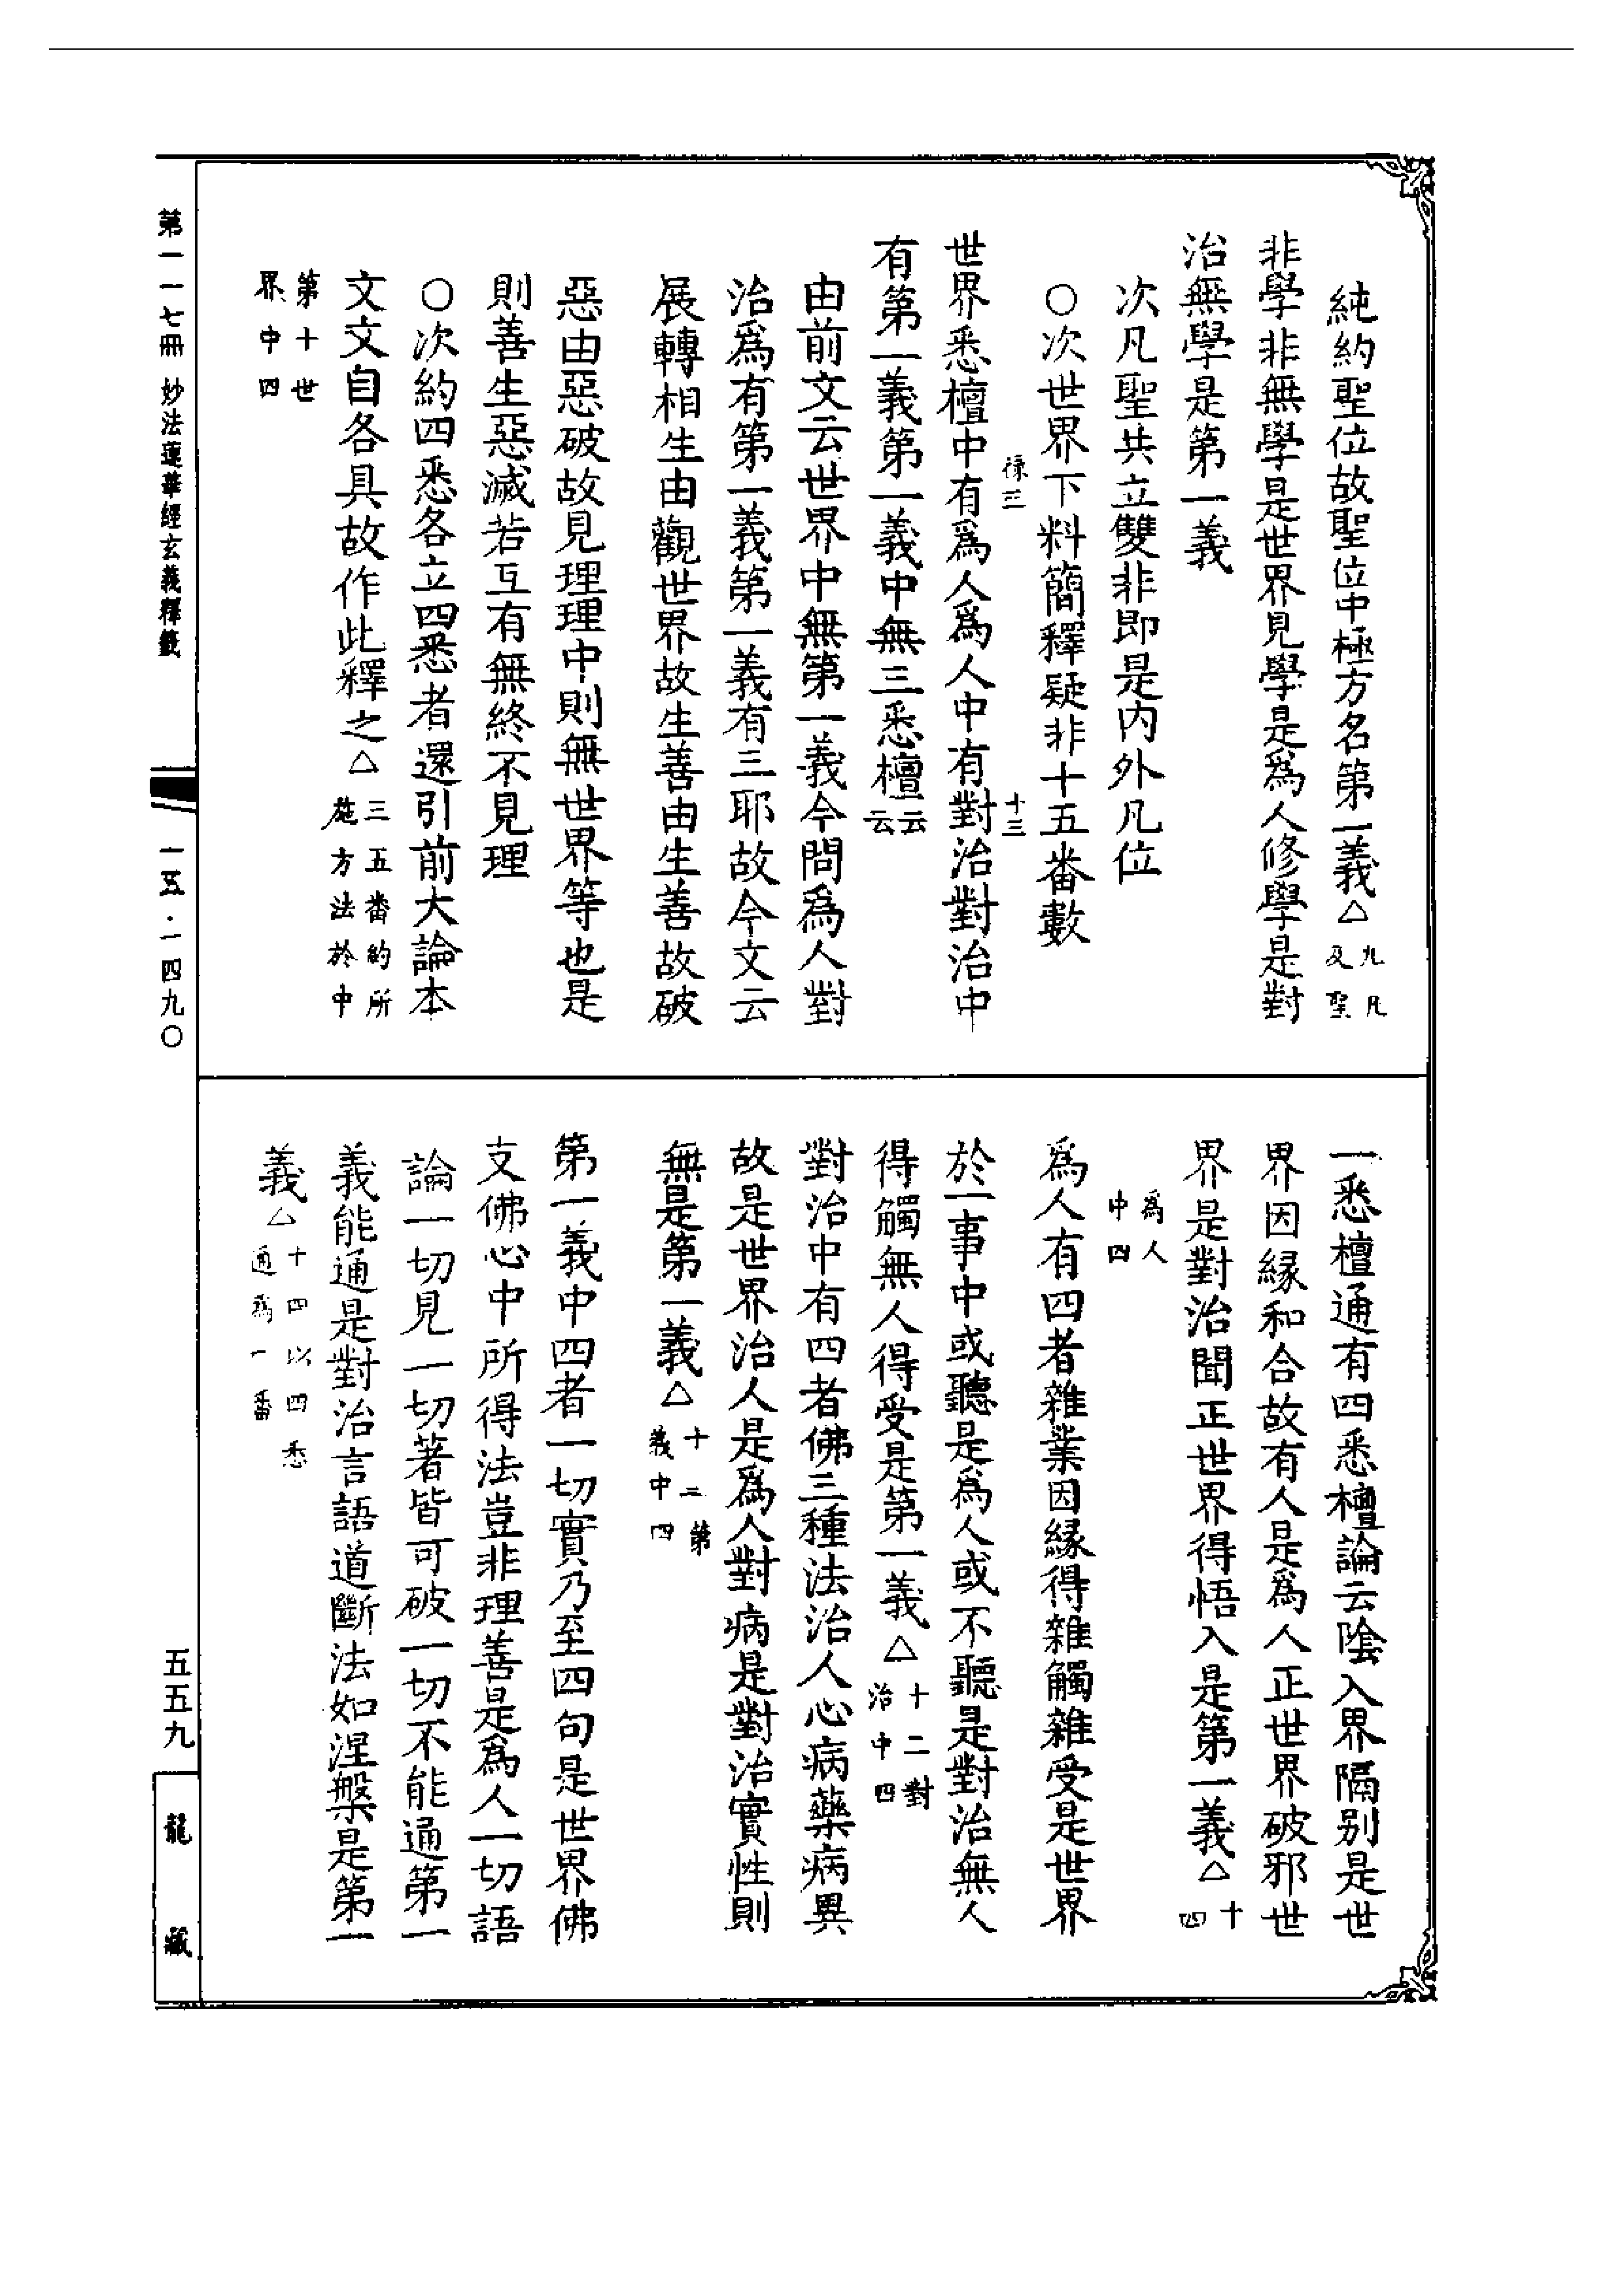 純約聖位故聖位中極方名第一義△九凡及聖
非學非無學是世界見學是為人修學是對
治無學是第一義
次凡聖共立雙非即是內外凡位
○次世界下料簡釋疑非十五番數
十三
世界悉檀中有爲人爲人中有對治對治中
有第一義第一義中無三悉檀云云
由前文云世界中無第一義今問爲人對
治爲有第一義第一義有三耶故今文云
展轉相生由觀世界故生善由生善故破
惡由惡破故見理理中則無世界等也是
則善生惡滅若互有無終不見理
○次約四悉各立四悉者還引前大論本
文文自各具故作此釋之△三五番約所施方法於中
第十世界中四
一悉檀通有四悉檀論云陰入界隔别是世
界因緣和合故有人是爲人正世界破邪世
界是對治聞正世界得悟入是第一義△十四
爲人中四
爲人有四者雜業因緣得雜觸雜受是世界
於一事中或聽是爲人或不聽是對治無人
得觸無人得受是第一義△十二對治中四
對治中有四者佛三種法治人心病藥病異
故是世界治人是爲人對病是對治實性則
無是第一義△十三第義中四
第一義中四者一切實乃至四句是世界佛
支佛心中所得法豈非理善是爲人一切語
論一切見一切著皆可破一切不能通第一
義能通是對治言語道斷法如涅槃是第一
義△十四以四悉通爲一番
第一一七冊 妙法蓮華經玄義釋籤
一五·一四九〇
五五九
龍藏